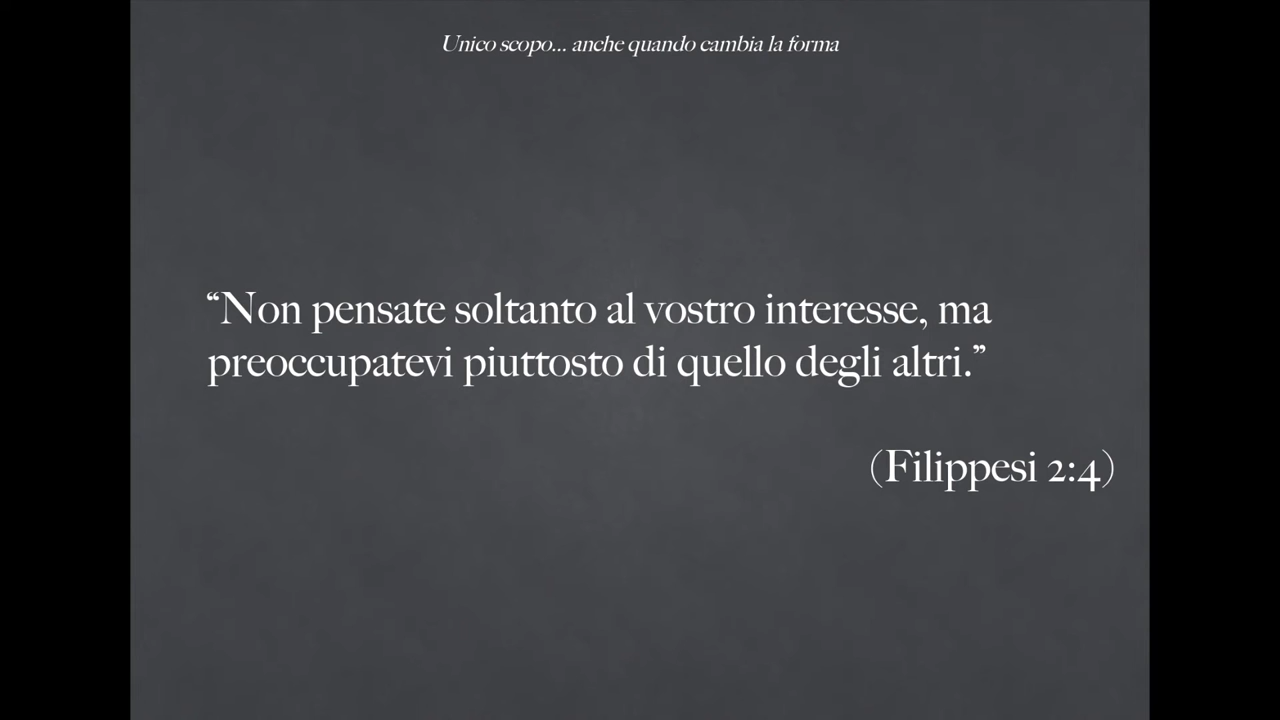 Unico scopo... anche quando cambia la forma
“Non pensate soltanto al vostro interesse, ma
preoccupatevi piuttosto di quello degli altri.”
(Filippesi 2:4)